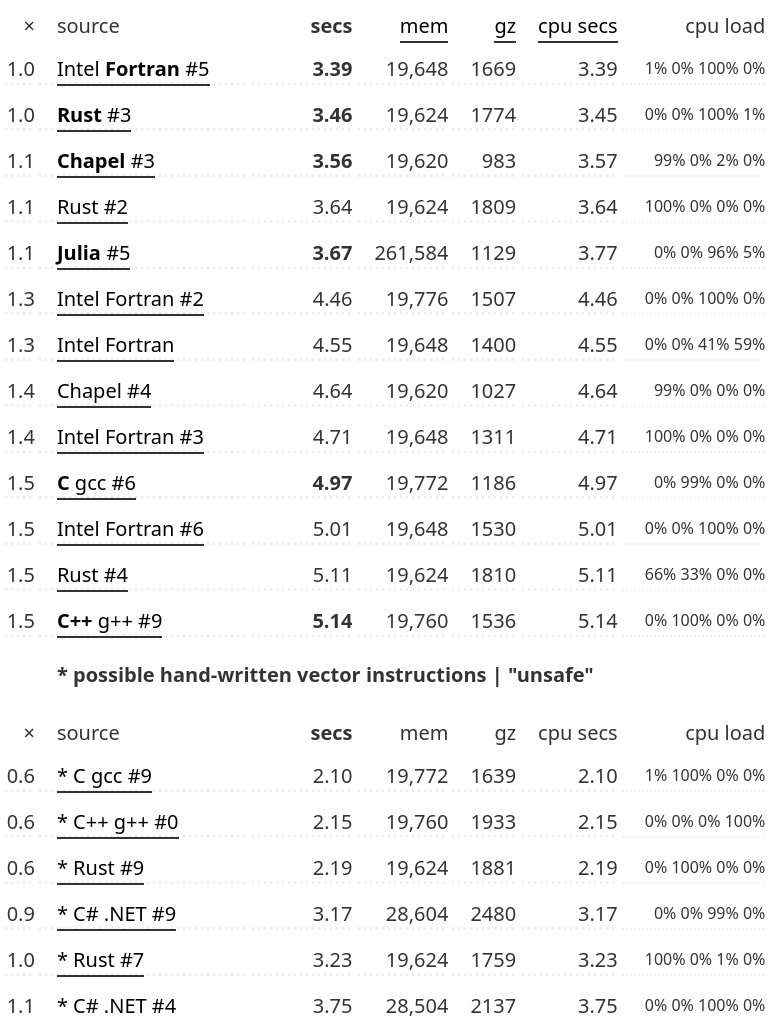 × source secs mem gz cpu secs cpu load
1.0 Intel Fortran #5 3.39 19,648 1669 3.39 1% 0% 100% 0%
1.0 Rust #3 3.46 19,624 1774 3.45 0% 0% 100% 1%
1.1 Chapel #3 3.56 19,620 983 3.57 99% 0% 2% 0%
1.1 Rust #2 3.64 19,624 1809 3.64 100% 0% 0% 0%
1.1 Julia #5 3.67 261,584 1129 3.77 0% 0% 96% 5%
1.3 Intel Fortran #2 4.46 19,776 1507 4.46 0% 0% 100% 0%
1.3 Intel Fortran 4.55 19,648 1400 4.55 0% 0% 41% 59%
1.4 Chapel #4 4.64 19,620 1027 4.64 99% 0% 0% 0%
1.4 Intel Fortran #3 4.71 19,648 1311 4.71 100% 0% 0% 0%
1.5 C gcc #6 4.97 19,772 1186 4.97 0% 99% 0% 0%
1.5 Intel Fortran #6 5.01 19,648 1530 5.01 0% 0% 100% 0%
1.5 Rust #4 5.11 19,624 1810 5.11 66% 33% 0% 0%
1.5 C++ g++ #9 5.14 19,760 1536 5.14 0% 100% 0% 0%
* possible hand-written vector instructions | "unsafe"
× source secs mem gz cpu secs cpu load
0.6 * C gcc #9 2.10 19,772 1639 2.10 1% 100% 0% 0%
0.6 * C++ g++ #0 2.15 19,760 1933 2.15 0% 0% 0% 100%
0.6 * Rust #9 2.19 19,624 1881 2.19 0% 100% 0% 0%
0.9 * C# .NET #9 3.17 28,604 2480 3.17 0% 0% 99% 0%
1.0 * Rust #7 3.23 19,624 1759 3.23 100% 0% 1% 0%
1.1 * C# .NET #4 3.75 28,504 2137 3.75 0% 0% 100% 0%